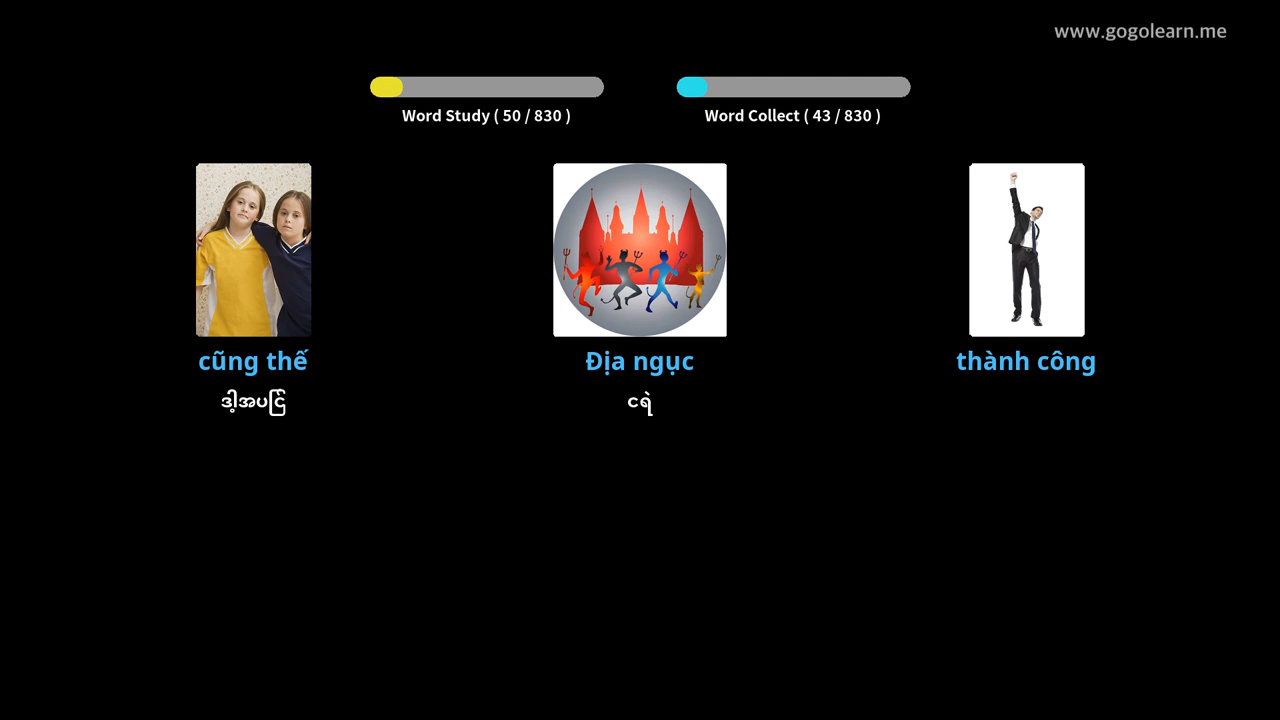 www.gogolearn.me
Word Study ( 50 / 830 )
Word Collect ( 43 / 830 )
cũng thế
Địa ngục
thành công
ဒါ့အပြင်
ငရဲ